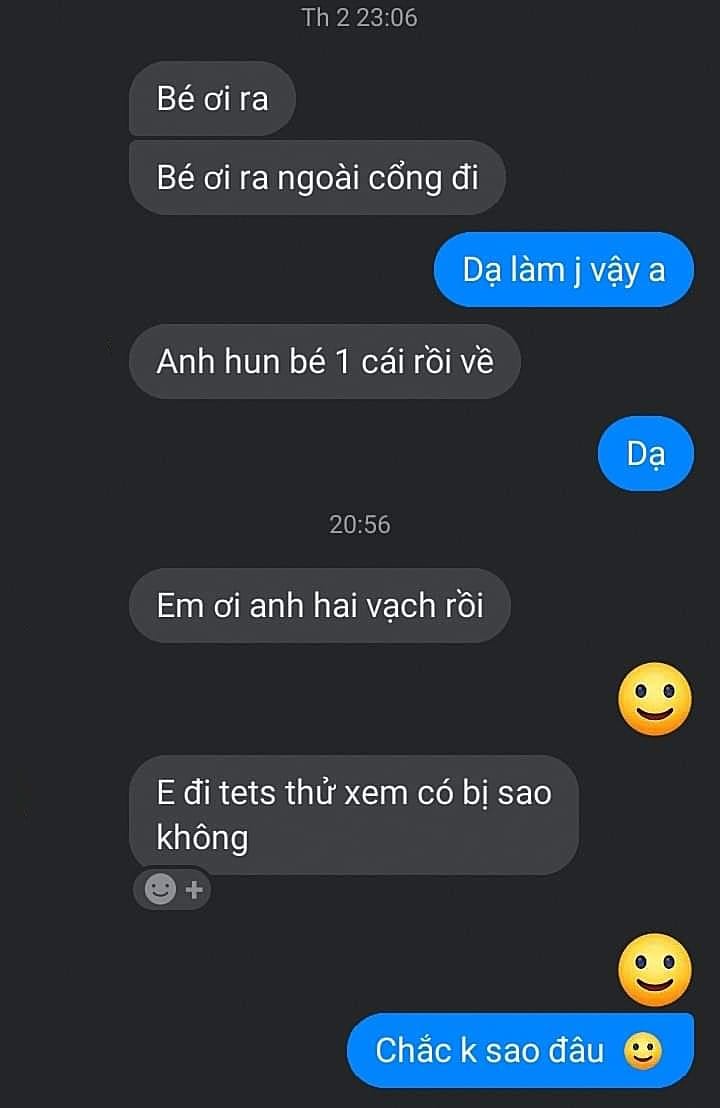 Th 2 23:06
Bé ơi ra
Bé ơi ra ngoài cổng đi
Dạ làm j vậy a
Anh hun bé 1 cái rồi về
Dạ
20:56
Em ơi anh hai vạch rồi
🙂
E đi tets thử xem có bị sao
không
🙂
Chắc k sao đâu 🙂